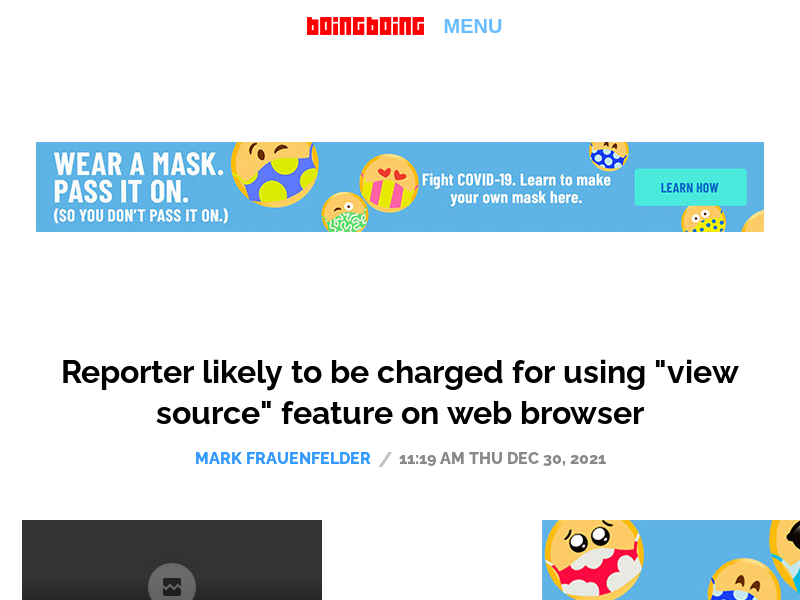 boingboing MENU
WEAR A MASK.
PASS IT ON.
(SO YOU DON'T PASS IT ON.)
Fight COVID-19. Learn to make
your own mask here.
LEARN HOW
Reporter likely to be charged for using "view
source" feature on web browser
MARK FRAUENFELDER / 11:19 AM THU DEC 30, 2021